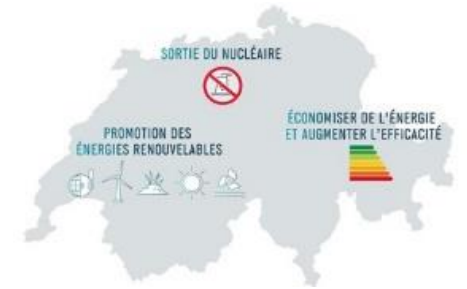 SORTIE DU NUCLÉAIRE
PROMOTION DES
ÉNERGIES RENOUVELABLES
ÉCONOMISER DE L'ÉNERGIE
ET AUGMENTER L'EFFICACITÉ